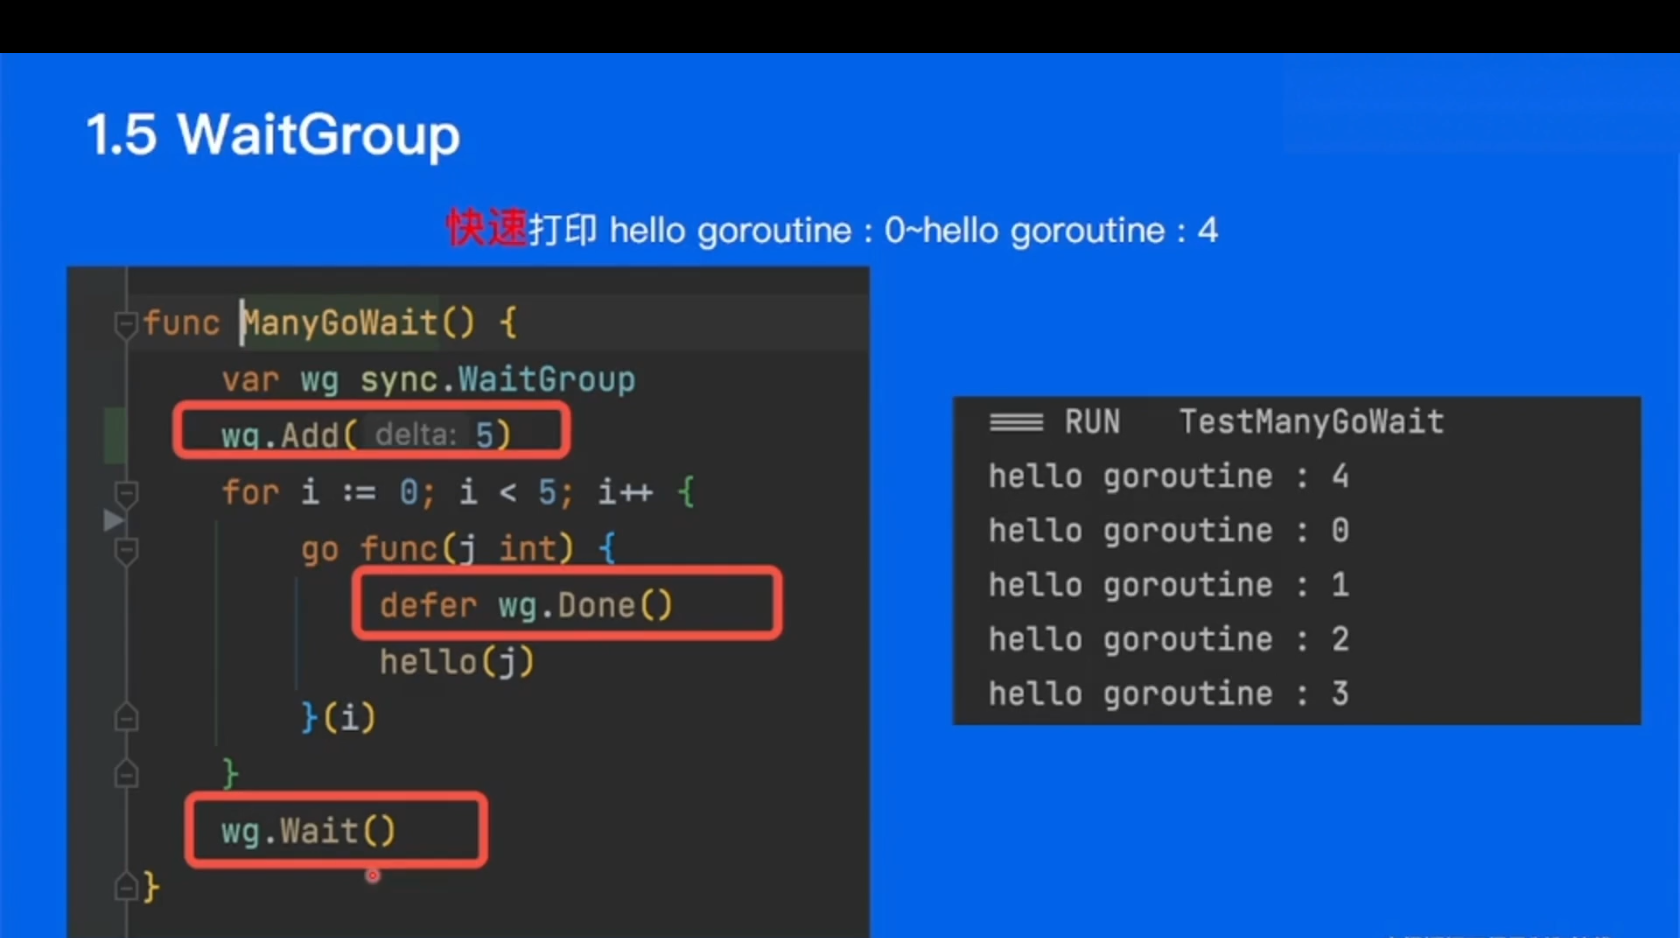 1.5 WaitGroup
快速打印 hello goroutine : 0~hello goroutine : 4
func ManyGoWait() {
var wg sync.WaitGroup
wg.Add( delta: 5)
for i := 0; i < 5; i++ {
go func(j int) {
defer wg.Done()
hello(j)
}(i)
}
wg.Wait()
}
=== RUN TestManyGoWait
hello goroutine : 4
hello goroutine : 0
hello goroutine : 1
hello goroutine : 2
hello goroutine : 3